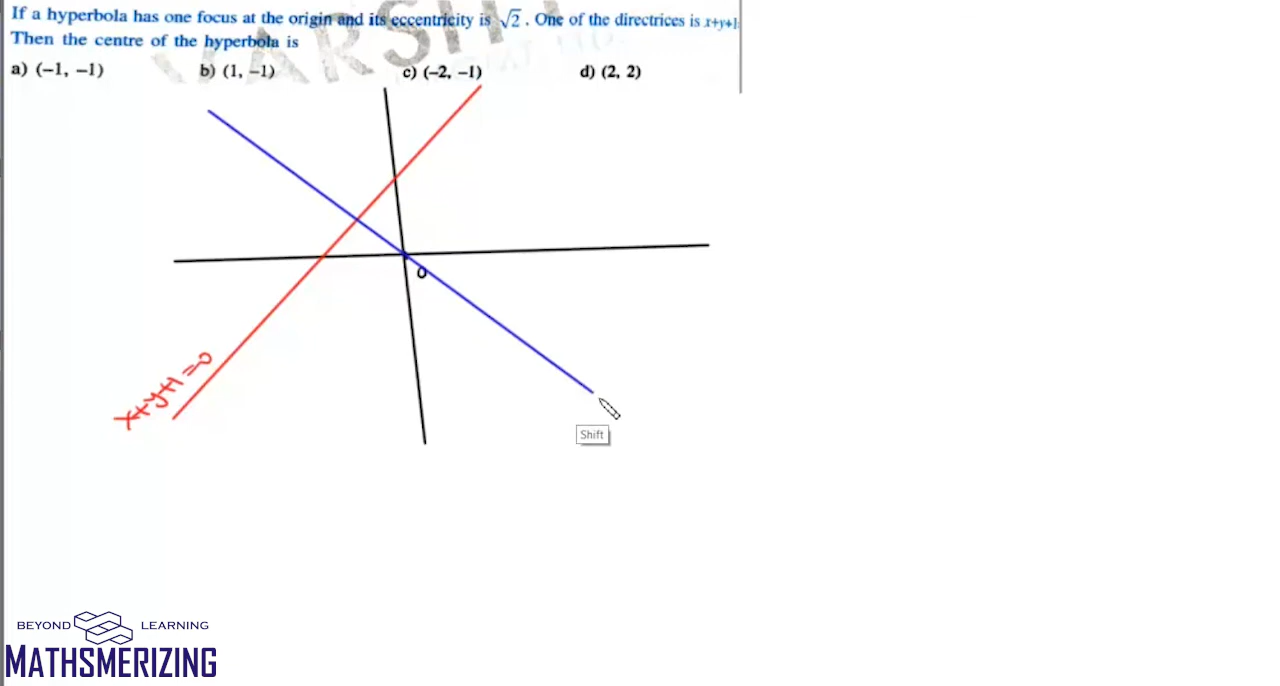 If a hyperbola has one focus at the origin and its eccentricity is √2 . One of the directrices is x+y+1
Then the centre of the hyperbola is
a) (−1, −1) b) (1, −1) c) (−2, −1) d) (2, 2)
O
x+y+1=0
Shift
BEYOND LEARNING
MATHSMERIZING